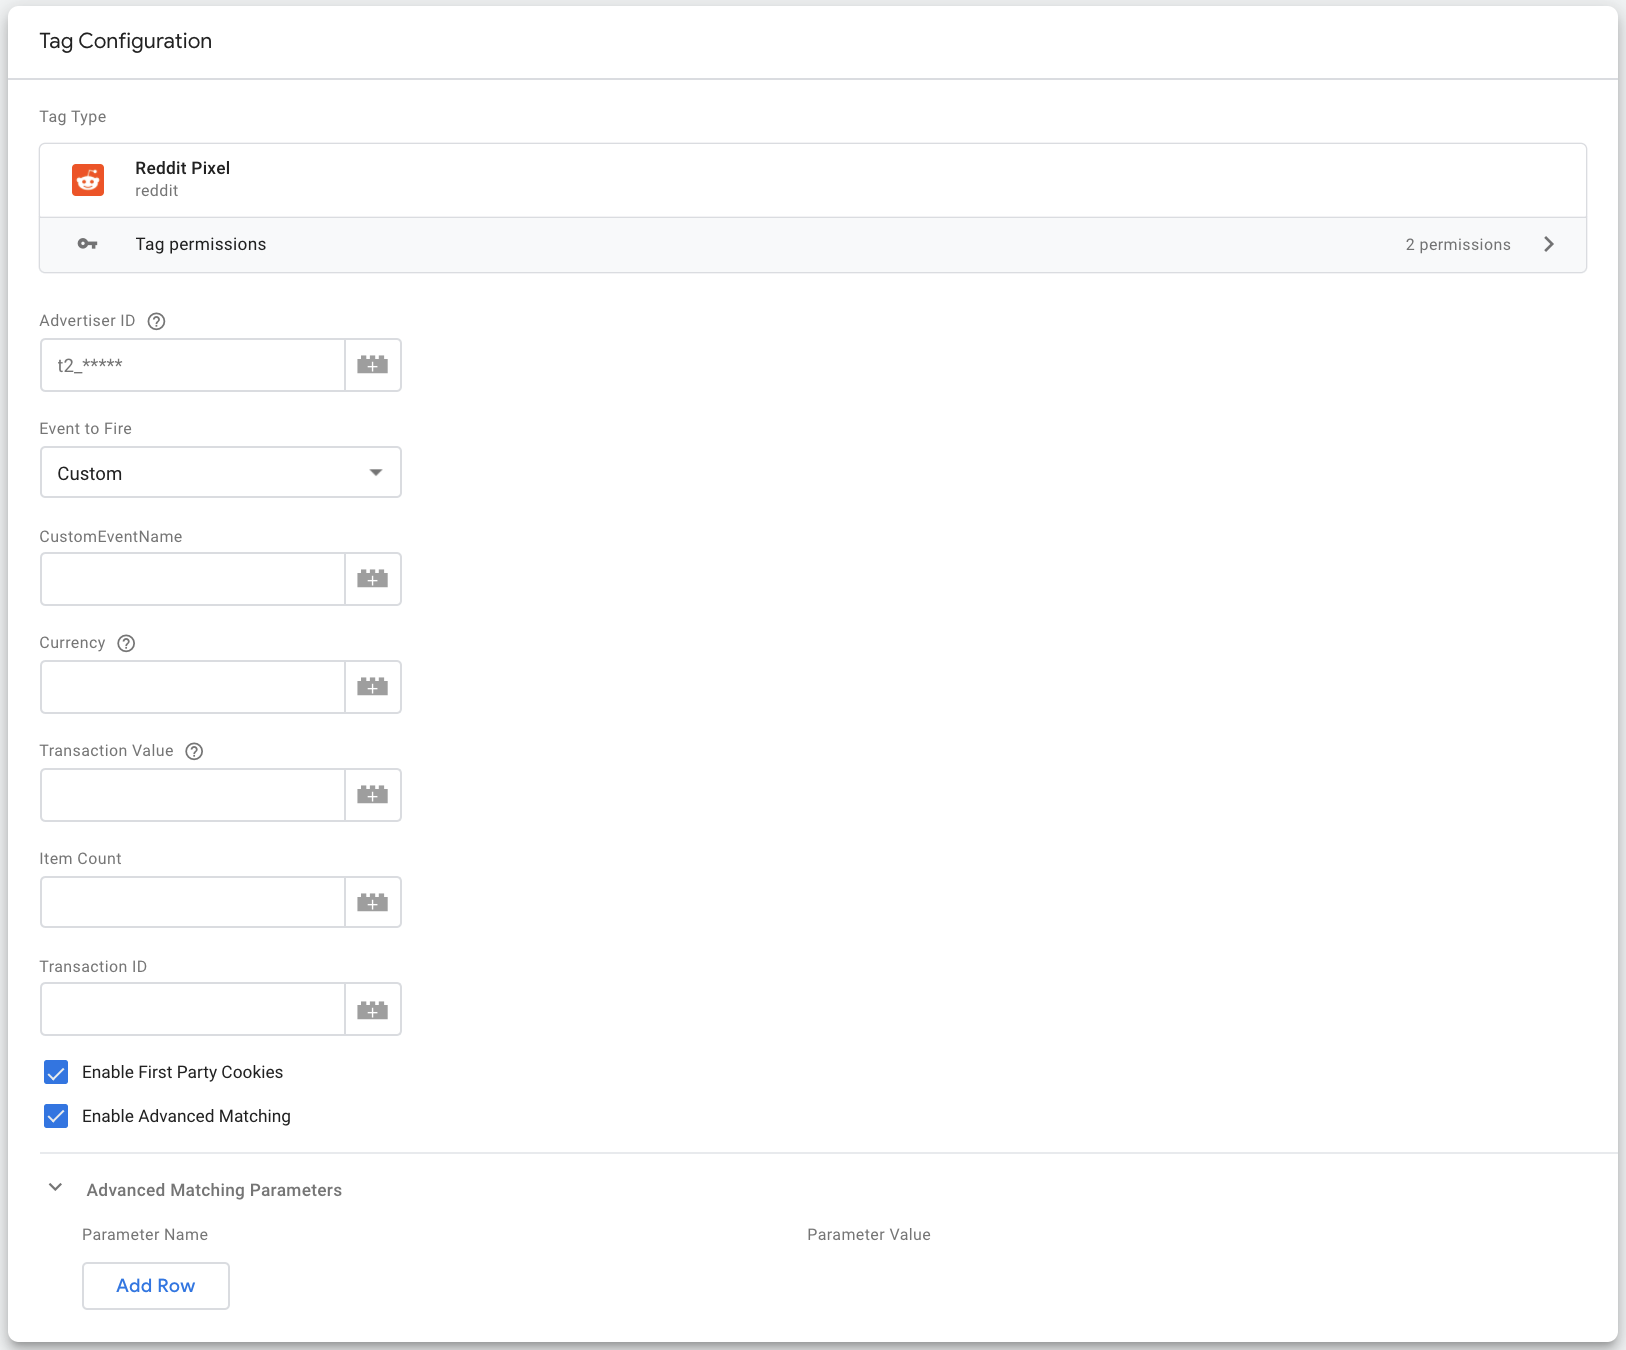 Tag Configuration
Tag Type
Reddit Pixel
reddit
Tag permissions
2 permissions
Advertiser ID
t2_*****
Event to Fire
Custom
CustomEventName
Currency
Transaction Value
Item Count
Transaction ID
Enable First Party Cookies
Enable Advanced Matching
Advanced Matching Parameters
Parameter Name
Parameter Value
Add Row